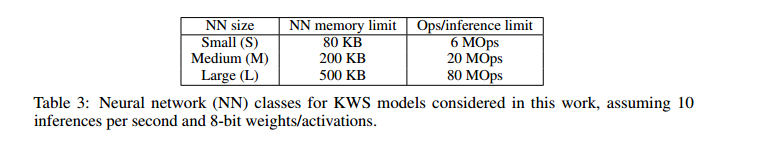 NN size NN memory limit Ops/inference limit
Small (S) 80 KB 6 MOps
Medium (M) 200 KB 20 MOps
Large (L) 500 KB 80 MOps
Table 3: Neural network (NN) classes for KWS models considered in this work, assuming 10
inferences per second and 8-bit weights/activations.